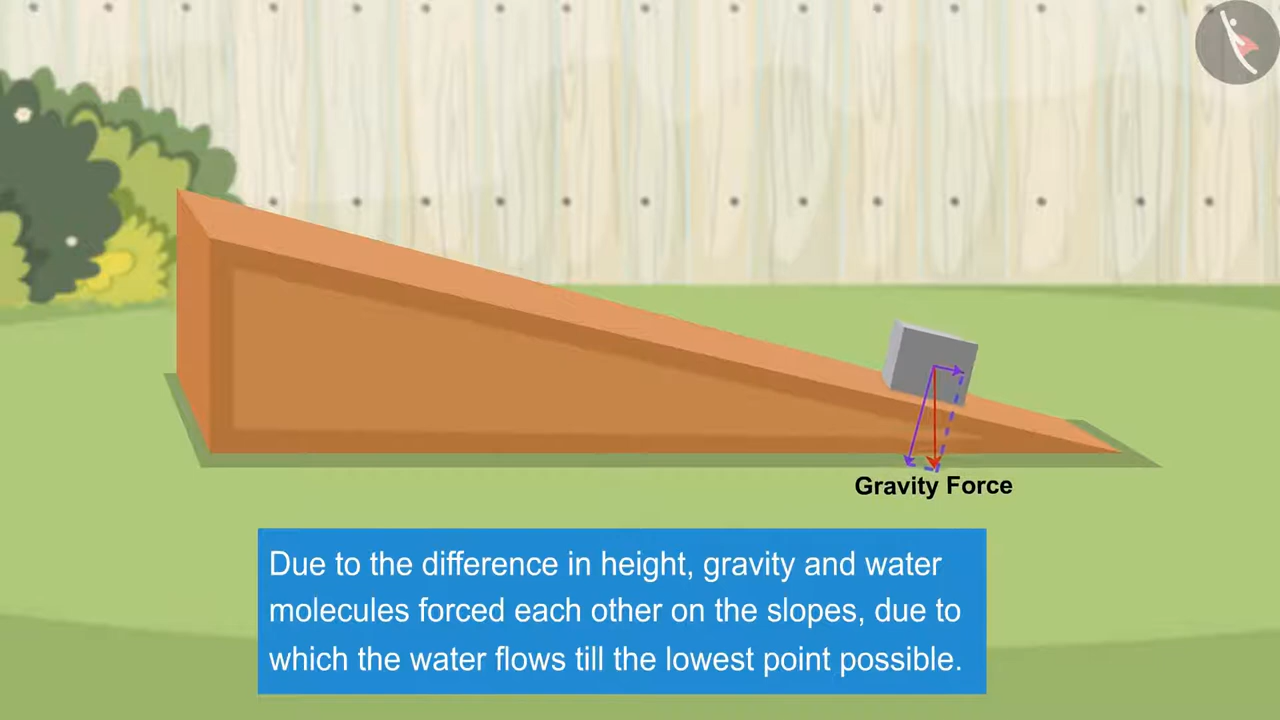 Gravity Force
Due to the difference in height, gravity and water
molecules forced each other on the slopes, due to
which the water flows till the lowest point possible.